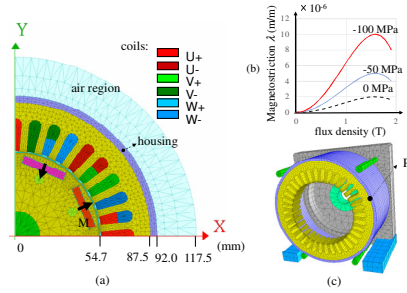 Y
coils:
U+
U-
V+
V-
W+
W-
air region
housing
M
X
0
54.7
87.5
92.0
117.5
(mm)
(a)
×10⁻⁶
Magnetostriction λ (m/m)
12
10
8
6
4
2
0
0
1
2
-100 MPa
-50 MPa
0 MPa
flux density (T)
(b)
P
(c)